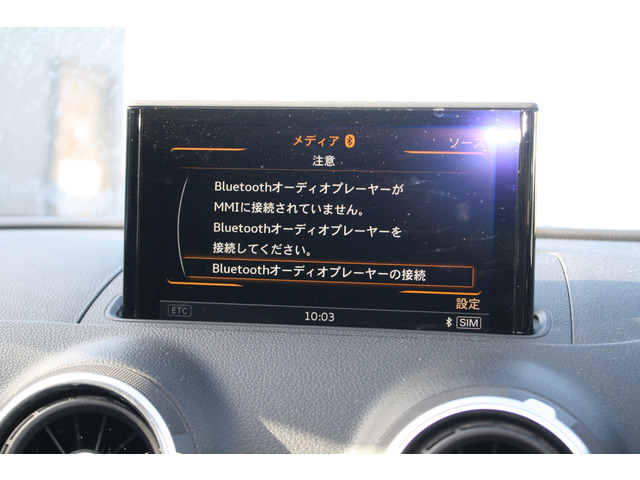 メディア
ソース
注意
Bluetoothオーディオプレーヤーが
MMIに接続されていません。
Bluetoothオーディオプレーヤーを
接続してください。
Bluetoothオーディオプレーヤーの接続
設定
ETC 10:03 SIM